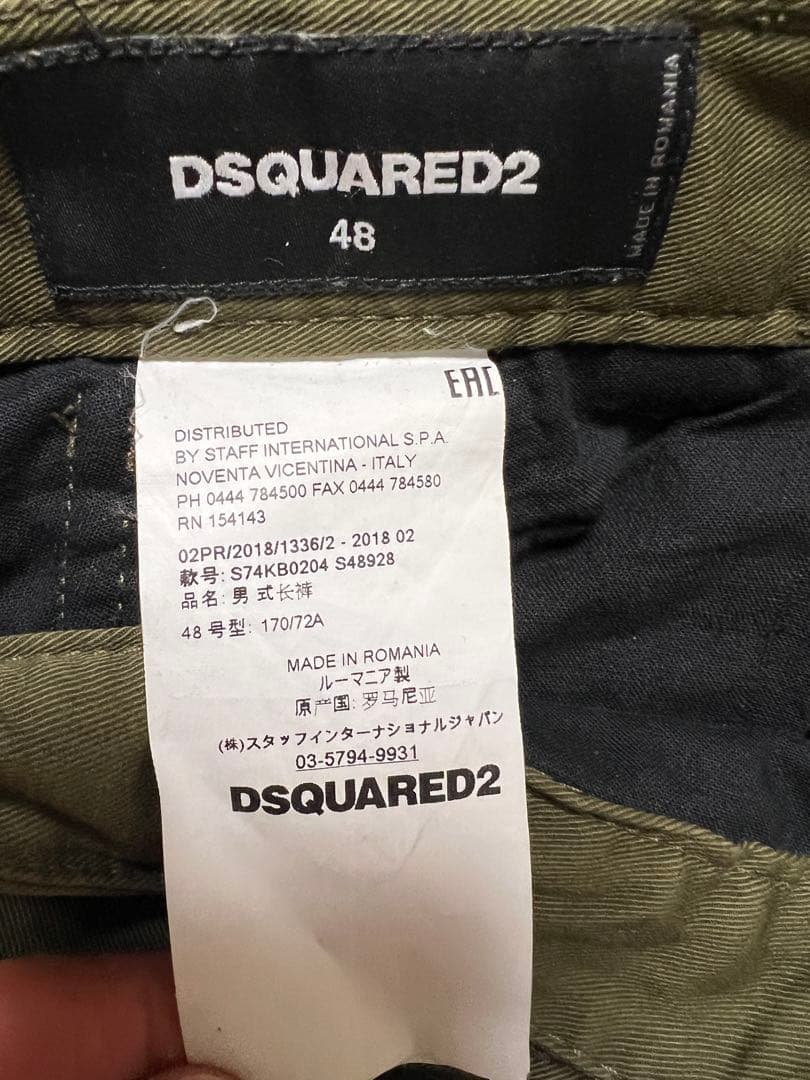 DSQUARED2
48
MADE IN ROMANIA
EAC
DISTRIBUTED
BY STAFF INTERNATIONAL S.P.A.
NOVENTA VICENTINA - ITALY
PH 0444 784500 FAX 0444 784580
RN 154143
02PR/2018/1336/2 - 2018 02
款号: S74KB0204 S48928
品名: 男式长裤
48 号型: 170/72A
MADE IN ROMANIA
ルーマニア製
原产国: 罗马尼亚
(株)スタッフインターナショナルジャパン
03-5794-9931
DSQUARED2